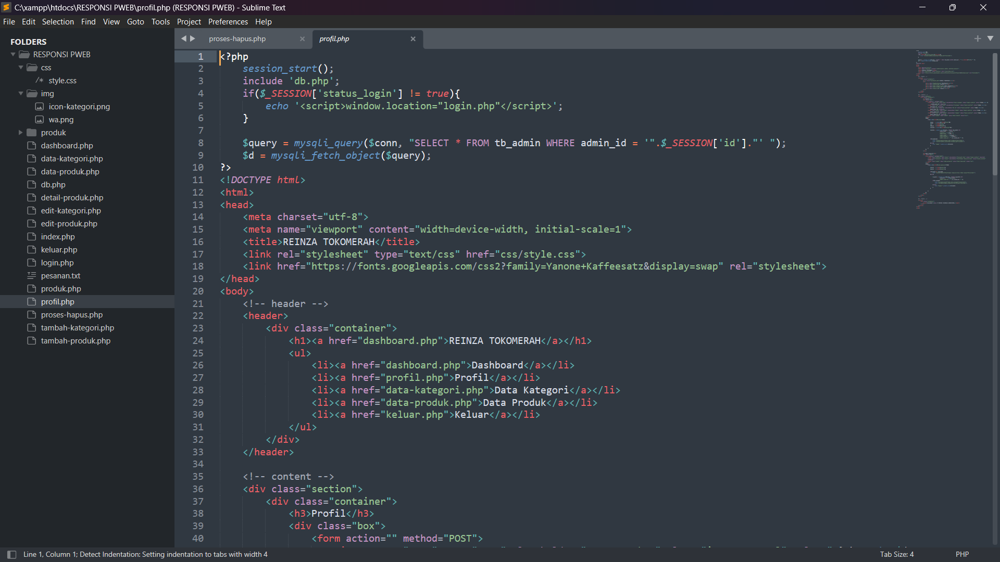 C:\xampp\htdocs\RESPONSI PWEB\profil.php (RESPONSI PWEB) - Sublime Text
File Edit Selection Find View Goto Tools Project Preferences Help
FOLDERS
RESPONSI PWEB
css
/* style.css
img
icon-kategori.png
wa.png
produk
dashboard.php
data-kategori.php
data-produk.php
db.php
detail-produk.php
edit-kategori.php
edit-produk.php
index.php
keluar.php
login.php
pesanan.txt
produk.php
profil.php
proses-hapus.php
tambah-kategori.php
tambah-produk.php
proses-hapus.php × profil.php ×
1 <?php
2 session_start();
3 include 'db.php';
4 if($_SESSION['status_login'] != true){
5 echo '<script>window.location="login.php"</script>';
6 }
7
8 $query = mysqli_query($conn, "SELECT * FROM tb_admin WHERE admin_id = '".$_SESSION['id']."' ");
9 $d = mysqli_fetch_object($query);
10 ?>
11 <!DOCTYPE html>
12 <html>
13 <head>
14 <meta charset="utf-8">
15 <meta name="viewport" content="width=device-width, initial-scale=1">
16 <title>REINZA TOKOMERAH</title>
17 <link rel="stylesheet" type="text/css" href="css/style.css">
18 <link href="https://fonts.googleapis.com/css2?family=Yanone+Kaffeesatz&display=swap" rel="stylesheet">
19 </head>
20 <body>
21 <!-- header -->
22 <header>
23 <div class="container">
24 <h1><a href="dashboard.php">REINZA TOKOMERAH</a></h1>
25 <ul>
26 <li><a href="dashboard.php">Dashboard</a></li>
27 <li><a href="profil.php">Profil</a></li>
28 <li><a href="data-kategori.php">Data Kategori</a></li>
29 <li><a href="data-produk.php">Data Produk</a></li>
30 <li><a href="keluar.php">Keluar</a></li>
31 </ul>
32 </div>
33 </header>
34
35 <!-- content -->
36 <div class="section">
37 <div class="container">
38 <h3>Profil</h3>
39 <div class="box">
40 <form action="" method="POST">
Line 1, Column 1; Detect Indentation: Setting indentation to tabs with width 4
Tab Size: 4
PHP